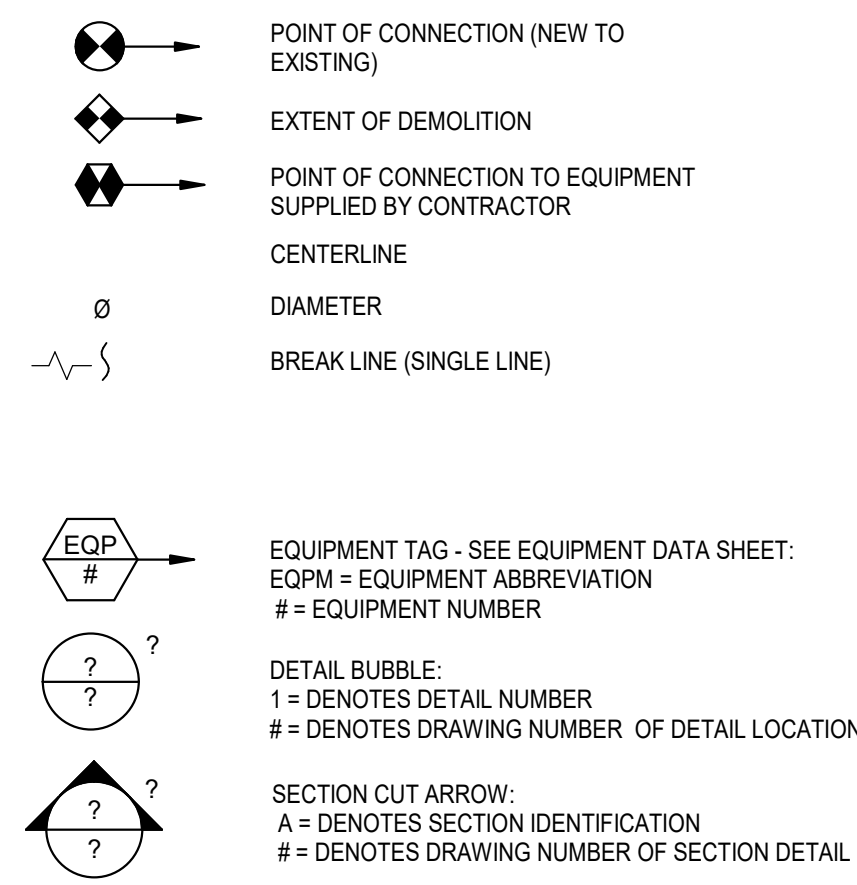 POINT OF CONNECTION (NEW TO
EXISTING)
EXTENT OF DEMOLITION
POINT OF CONNECTION TO EQUIPMENT
SUPPLIED BY CONTRACTOR
CENTERLINE
Ø DIAMETER
BREAK LINE (SINGLE LINE)
EQP
#
EQUIPMENT TAG - SEE EQUIPMENT DATA SHEET:
EQPM = EQUIPMENT ABBREVIATION
# = EQUIPMENT NUMBER
?
?
?
DETAIL BUBBLE:
1 = DENOTES DETAIL NUMBER
# = DENOTES DRAWING NUMBER OF DETAIL LOCATION
?
?
?
SECTION CUT ARROW:
A = DENOTES SECTION IDENTIFICATION
# = DENOTES DRAWING NUMBER OF SECTION DETAIL